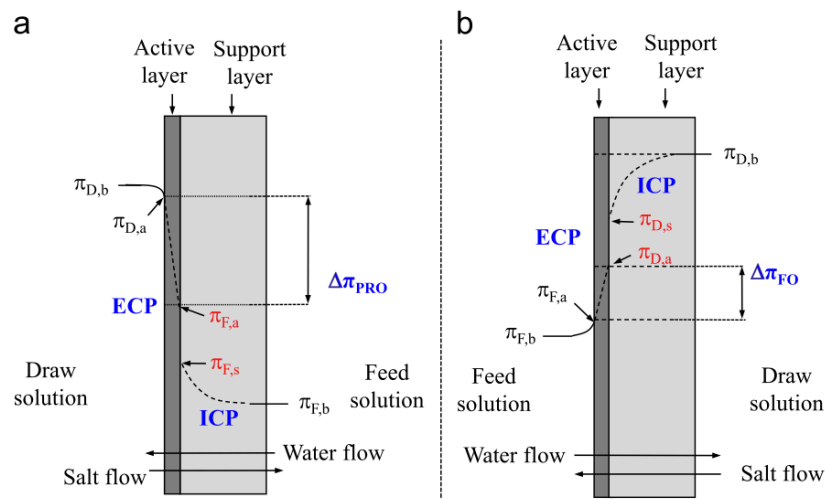 a
Active
layer
Support
layer
π_D,b
π_D,a
Δπ_PRO
ECP
π_F,a
π_F,s
Draw
solution
Feed
solution
π_F,b
ICP
Water flow
Salt flow
b
Active
layer
Support
layer
π_D,b
ICP
π_D,s
ECP
π_D,a
π_F,a
Δπ_FO
π_F,b
Feed
solution
Draw
solution
Water flow
Salt flow